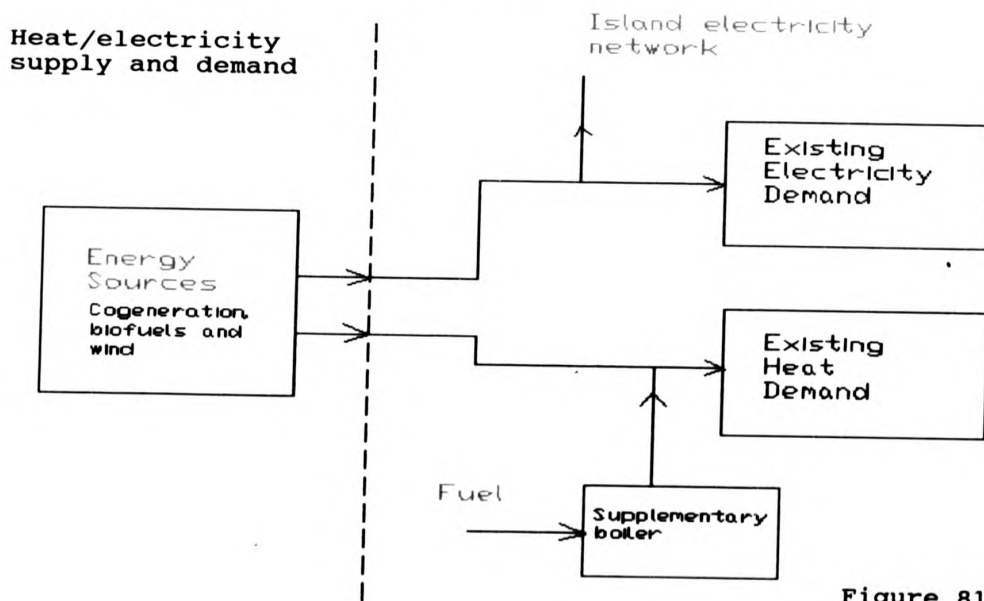 Heat/electricity
supply and demand
Island electricity
network
Existing
Electricity
Demand
Energy
Sources
Cogeneration,
biofuels and
wind
Existing
Heat
Demand
Fuel
Supplementary
boiler
Figure 81